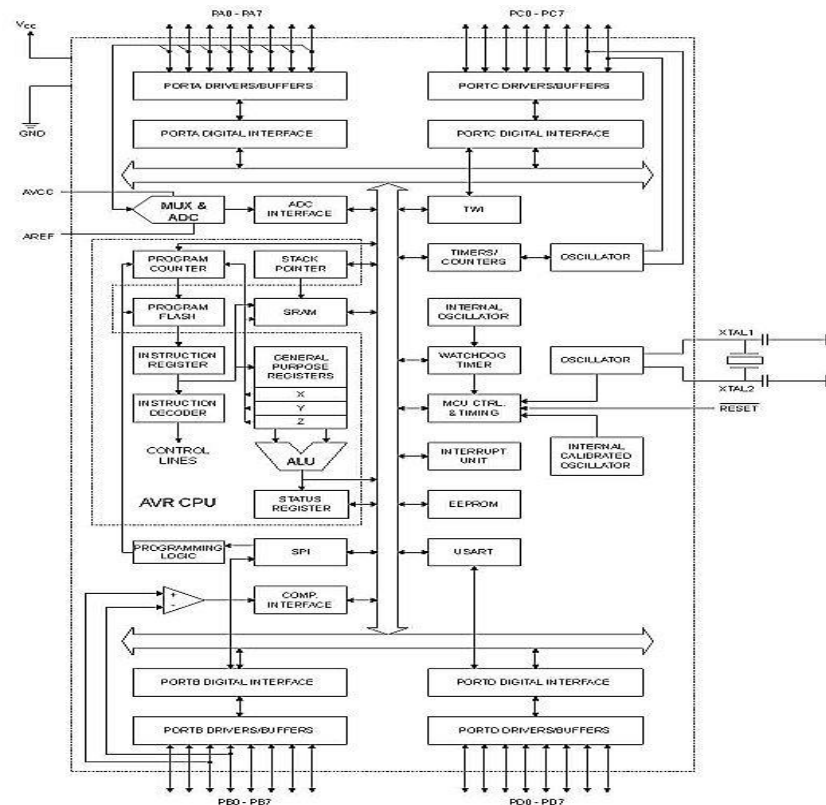 PA0 - PA7
PC0 - PC7
Vcc
PORTA DRIVERS/BUFFERS
PORTC DRIVERS/BUFFERS
GND
PORTA DIGITAL INTERFACE
PORTC DIGITAL INTERFACE
AVCC
MUX &
ADC
ADC
INTERFACE
TWI
AREF
PROGRAM
COUNTER
STACK
POINTER
TIMERS/
COUNTERS
OSCILLATOR
PROGRAM
FLASH
SRAM
INTERNAL
OSCILLATOR
XTAL1
INSTRUCTION
REGISTER
GENERAL
PURPOSE
REGISTERS
WATCHDOG
TIMER
OSCILLATOR
XTAL2
X
INSTRUCTION
DECODER
Y
MCU CTRL.
& TIMING
RESET
Z
CONTROL
LINES
ALU
INTERRUPT
UNIT
INTERNAL
CALIBRATED
OSCILLATOR
AVR CPU
STATUS
REGISTER
EEPROM
PROGRAMMING
LOGIC
SPI
USART
+
-
COMP.
INTERFACE
PORTB DIGITAL INTERFACE
PORTD DIGITAL INTERFACE
PORTB DRIVERS/BUFFERS
PORTD DRIVERS/BUFFERS
PB0 - PB7
PD0 - PD7